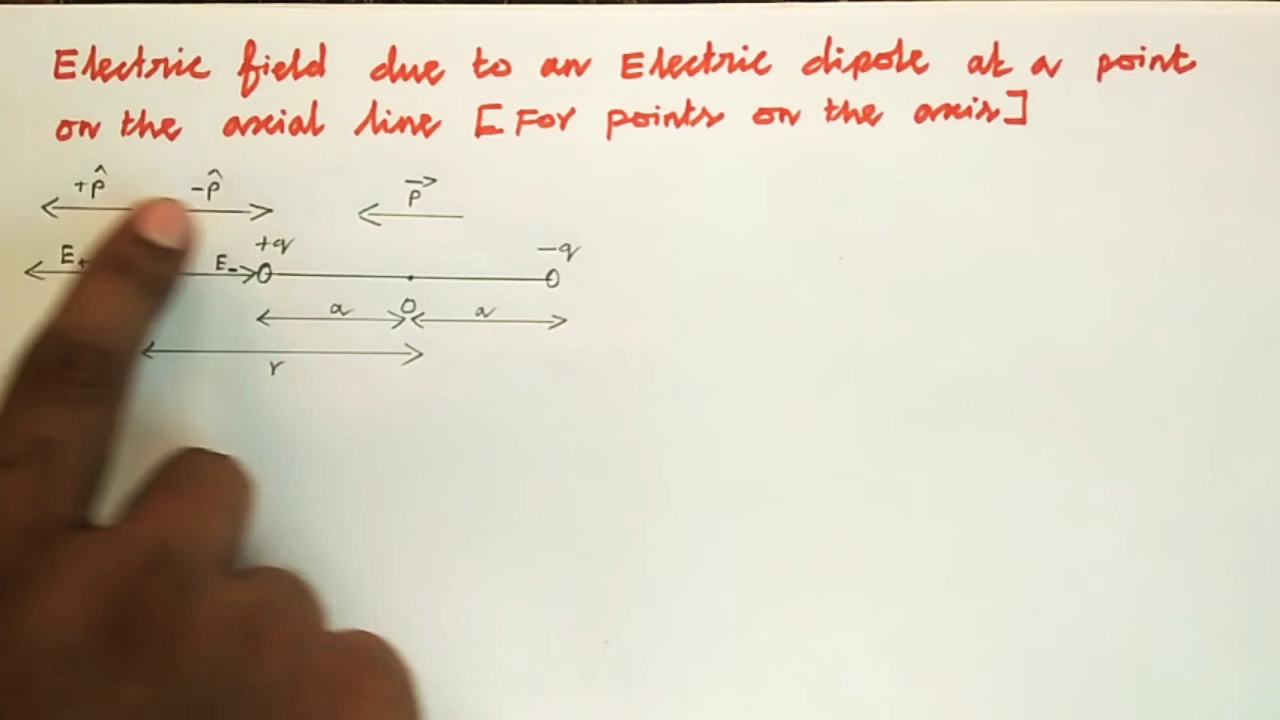 Electric field due to an Electric dipole at a point
on the axial line [For points on the axis]
+p̂ -p̂ p⃗
E₊ E₋ +q -q
a O a
r